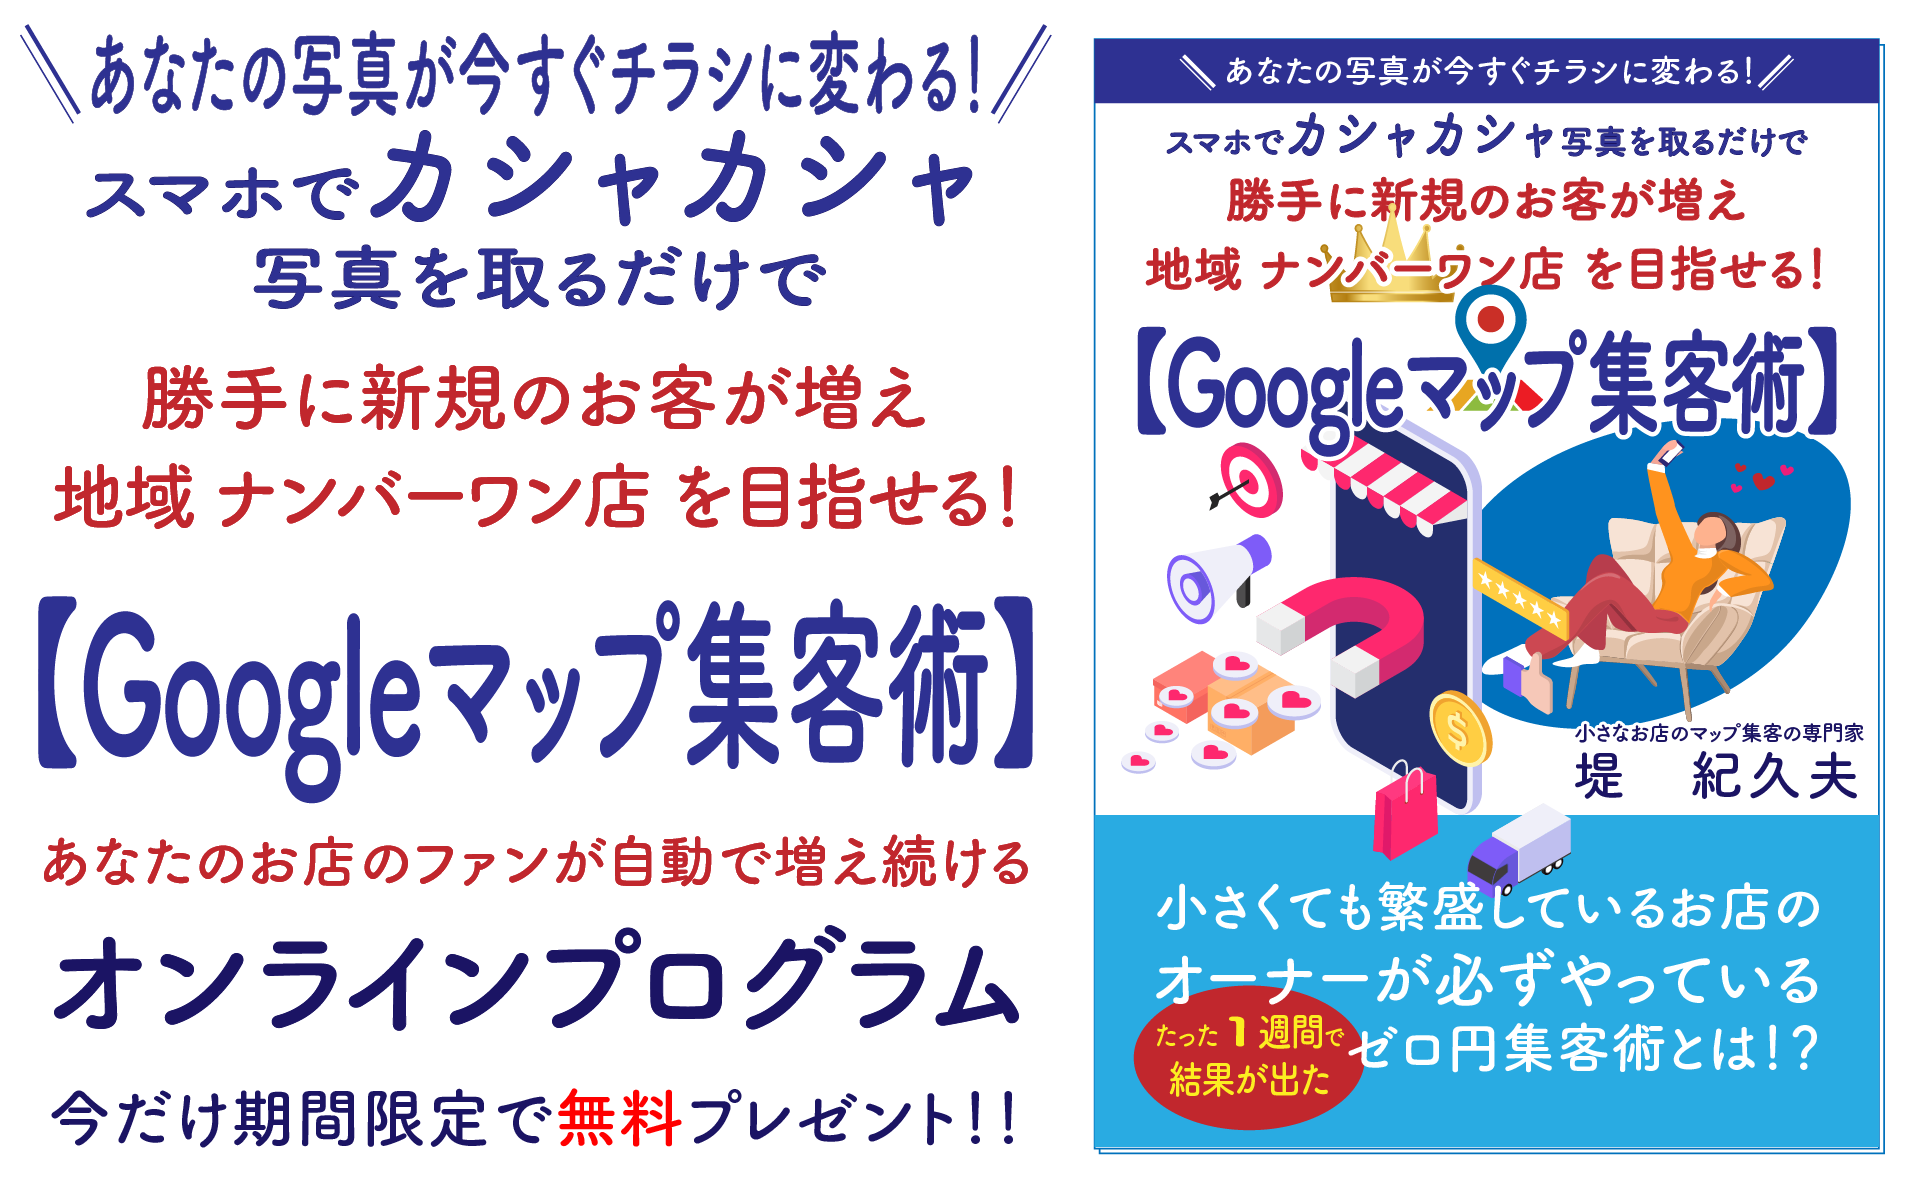 \\ あなたの写真が今すぐチラシに変わる! //
スマホでカシャカシャ
写真を取るだけで
勝手に新規のお客が増え
地域 ナンバーワン店 を目指せる!
【Googleマップ集客術】
あなたのお店のファンが自動で増え続ける
オンラインプログラム
今だけ期間限定で無料プレゼント!!
\\ あなたの写真が今すぐチラシに変わる! //
スマホでカシャカシャ写真を取るだけで
勝手に新規のお客が増え
地域 ナンバーワン店 を目指せる!
【Googleマップ集客術】
小さなお店のマップ集客の専門家
堤 紀久夫
小さくても繁盛しているお店の
オーナーが必ずやっている
ゼロ円集客術とは!?
たった1週間で
結果が出た